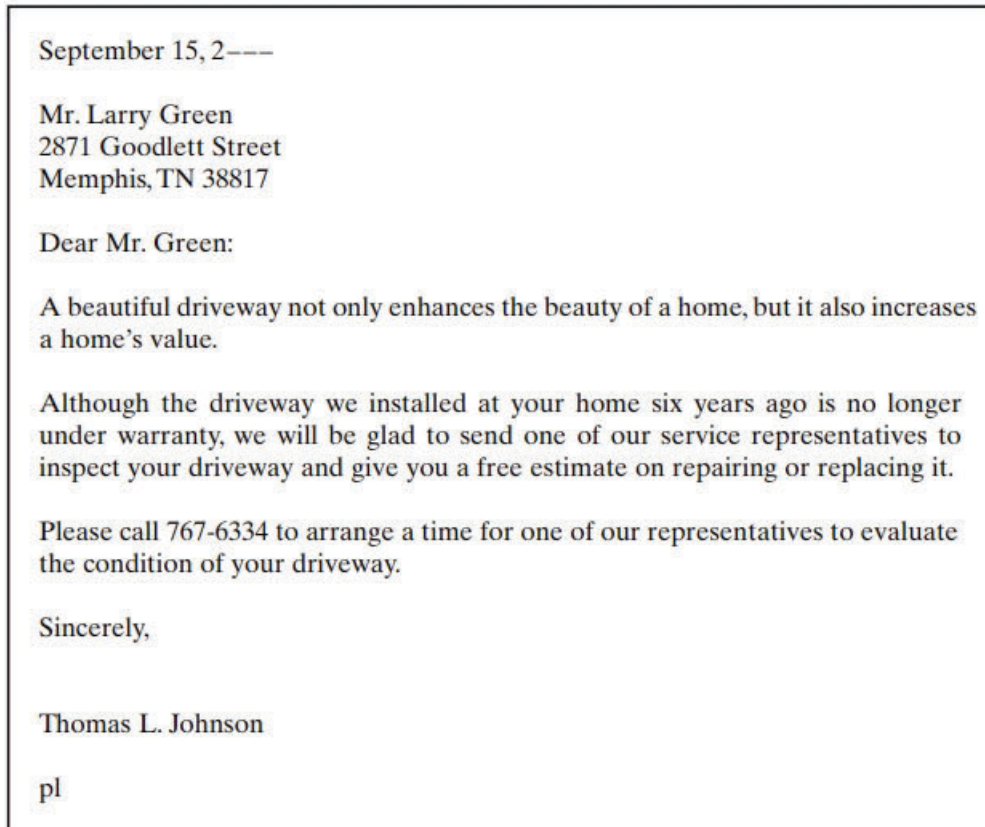 September 15, 2–––
Mr. Larry Green
2871 Goodlett Street
Memphis, TN 38817
Dear Mr. Green:
A beautiful driveway not only enhances the beauty of a home, but it also increases
a home's value.
Although the driveway we installed at your home six years ago is no longer
under warranty, we will be glad to send one of our service representatives to
inspect your driveway and give you a free estimate on repairing or replacing it.
Please call 767-6334 to arrange a time for one of our representatives to evaluate
the condition of your driveway.
Sincerely,
Thomas L. Johnson
pl